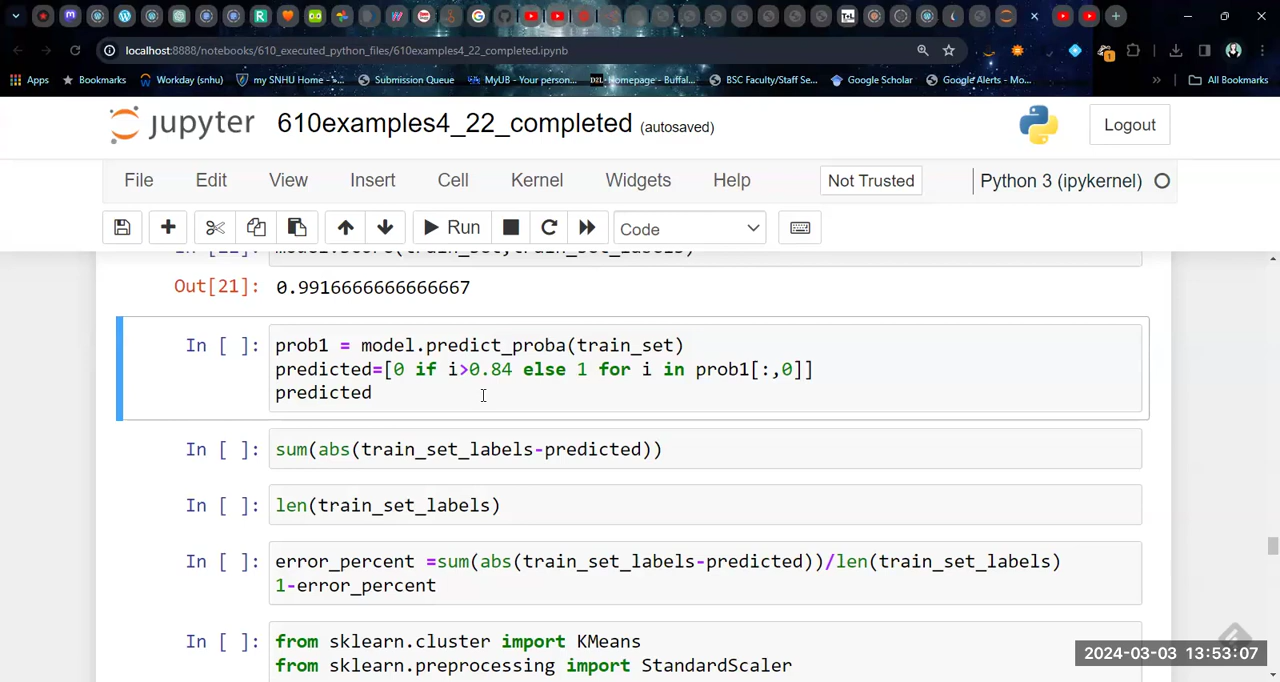 localhost:8888/notebooks/610_executed_python_files/610examples4_22_completed.ipynb
Apps
Bookmarks
Workday (snhu)
my SNHU Home - ...
Submission Queue
MyUB - Your person...
D2L Homepage - Buffal...
BSC Faculty/Staff Se...
Google Scholar
Google Alerts - Mo...
»
All Bookmarks
jupyter 610examples4_22_completed (autosaved)
Logout
File Edit View Insert Cell Kernel Widgets Help
Not Trusted
Python 3 (ipykernel)
Run
Code
Out[21]: 0.9916666666666667
In [ ]: prob1 = model.predict_proba(train_set)
predicted=[0 if i>0.84 else 1 for i in prob1[:,0]]
predicted
In [ ]: sum(abs(train_set_labels-predicted))
In [ ]: len(train_set_labels)
In [ ]: error_percent =sum(abs(train_set_labels-predicted))/len(train_set_labels)
1-error_percent
In [ ]: from sklearn.cluster import KMeans
from sklearn.preprocessing import StandardScaler
2024-03-03 13:53:07